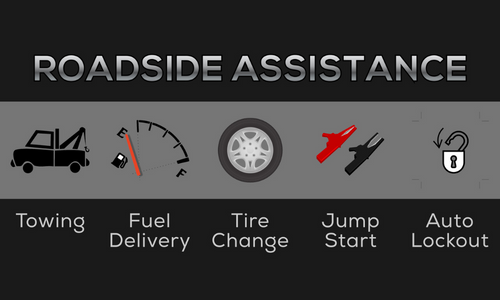 ROADSIDE ASSISTANCE
E
F
Towing
Fuel
Delivery
Tire
Change
Jump
Start
Auto
Lockout